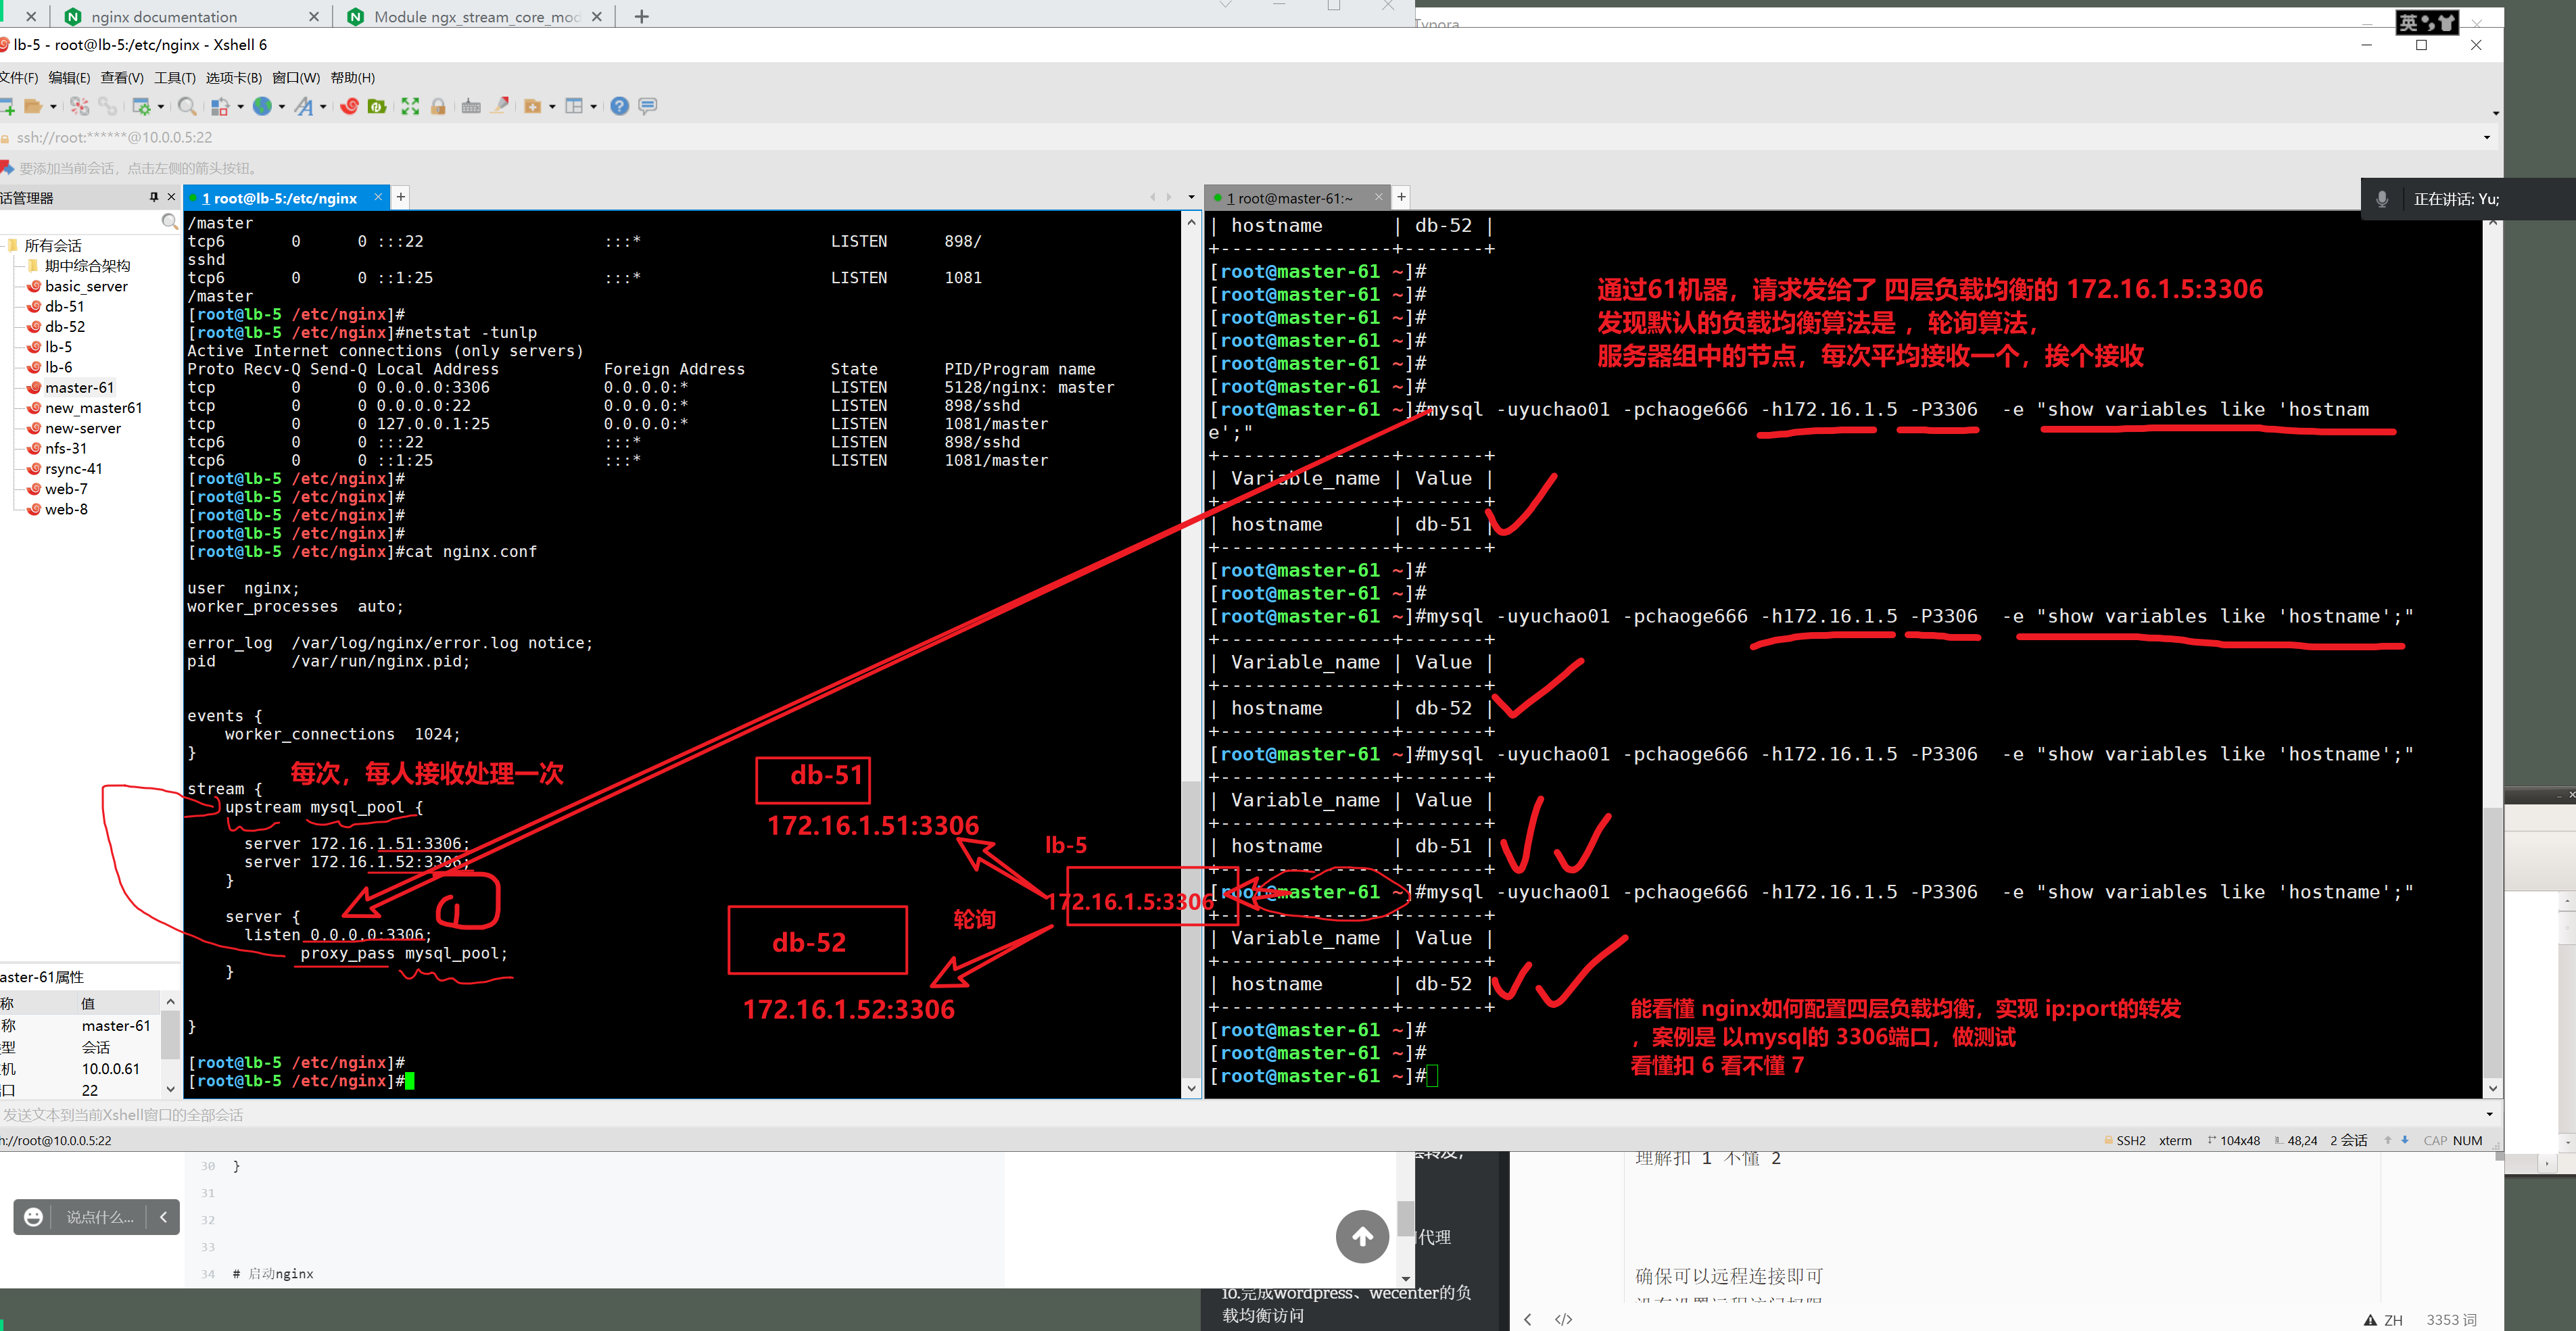 nginx documentation
Module ngx_stream_core_mod
Typora
英
lb-5 - root@lb-5:/etc/nginx - Xshell 6
文件(F) 编辑(E) 查看(V) 工具(T) 选项卡(B) 窗口(W) 帮助(H)
ssh://root:******@10.0.0.5:22
要添加当前会话，点击左侧的箭头按钮。
话管理器
所有会话
期中综合架构
basic_server
db-51
db-52
lb-5
lb-6
master-61
new_master61
new-server
nfs-31
rsync-41
web-7
web-8
aster-61属性
称 值
称 master-61
型 会话
机 10.0.0.61
口 22
1 root@lb-5:/etc/nginx
/master
tcp6 0 0 :::22 :::* LISTEN 898/
sshd
tcp6 0 0 ::1:25 :::* LISTEN 1081
/master
[root@lb-5 /etc/nginx]#
[root@lb-5 /etc/nginx]#netstat -tunlp
Active Internet connections (only servers)
Proto Recv-Q Send-Q Local Address Foreign Address State PID/Program name
tcp 0 0 0.0.0.0:3306 0.0.0.0:* LISTEN 5128/nginx: master
tcp 0 0 0.0.0.0:22 0.0.0.0:* LISTEN 898/sshd
tcp 0 0 127.0.0.1:25 0.0.0.0:* LISTEN 1081/master
tcp6 0 0 :::22 :::* LISTEN 898/sshd
tcp6 0 0 ::1:25 :::* LISTEN 1081/master
[root@lb-5 /etc/nginx]#
[root@lb-5 /etc/nginx]#
[root@lb-5 /etc/nginx]#
[root@lb-5 /etc/nginx]#
[root@lb-5 /etc/nginx]#cat nginx.conf
user nginx;
worker_processes auto;
error_log /var/log/nginx/error.log notice;
pid /var/run/nginx.pid;
events {
worker_connections 1024;
}
每次，每人接收处理一次
stream {
upstream mysql_pool {
server 172.16.1.51:3306;
server 172.16.1.52:3306;
}
server {
listen 0.0.0.0:3306;
proxy_pass mysql_pool;
}
}
[root@lb-5 /etc/nginx]#
[root@lb-5 /etc/nginx]#
db-51
172.16.1.51:3306
lb-5
172.16.1.5:3306
轮询
db-52
172.16.1.52:3306
1 root@master-61:~
正在讲话: Yu;
| hostname | db-52 |
+---------------+-------+
[root@master-61 ~]#
[root@master-61 ~]#
[root@master-61 ~]#
[root@master-61 ~]#
[root@master-61 ~]#
[root@master-61 ~]#
通过61机器，请求发给了 四层负载均衡的 172.16.1.5:3306
发现默认的负载均衡算法是 ，轮询算法，
服务器组中的节点，每次平均接收一个，挨个接收
[root@master-61 ~]#mysql -uyuchao01 -pchaoge666 -h172.16.1.5 -P3306 -e "show variables like 'hostnam
e';"
+---------------+-------+
| Variable_name | Value |
+---------------+-------+
| hostname | db-51 |
+---------------+-------+
[root@master-61 ~]#
[root@master-61 ~]#
[root@master-61 ~]#mysql -uyuchao01 -pchaoge666 -h172.16.1.5 -P3306 -e "show variables like 'hostname';"
+---------------+-------+
| Variable_name | Value |
+---------------+-------+
| hostname | db-52 |
+---------------+-------+
[root@master-61 ~]#mysql -uyuchao01 -pchaoge666 -h172.16.1.5 -P3306 -e "show variables like 'hostname';"
+---------------+-------+
| Variable_name | Value |
+---------------+-------+
| hostname | db-51 |
+---------------+-------+
[root@master-61 ~]#mysql -uyuchao01 -pchaoge666 -h172.16.1.5 -P3306 -e "show variables like 'hostname';"
+---------------+-------+
| Variable_name | Value |
+---------------+-------+
| hostname | db-52 |
+---------------+-------+
[root@master-61 ~]#
[root@master-61 ~]#
[root@master-61 ~]#
能看懂 nginx如何配置四层负载均衡，实现 ip:port的转发
，案例是 以mysql的 3306端口，做测试
看懂扣 6 看不懂 7
发送文本到当前Xshell窗口的全部会话
h://root@10.0.0.5:22
SSH2 xterm 104x48 48,24 2 会话 CAP NUM
30 }
31
32
33
34 # 启动nginx
说点什么...
代理
10.完成wordpress、wecenter的负
载均衡访问
理解扣 1 不懂 2
确保可以远程连接即可
ZH 3353 词